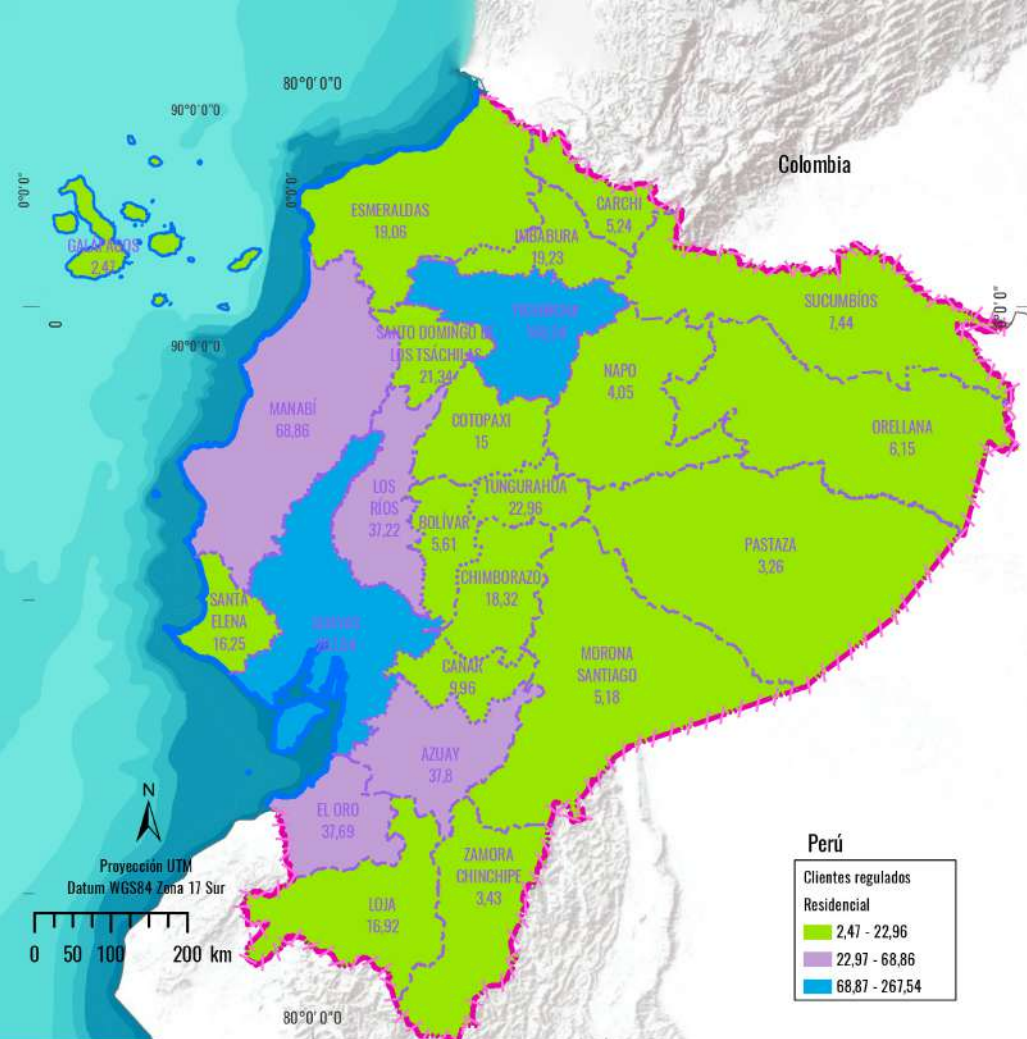 80°0'0"O
90°0'0"O
Colombia
0°0'0"
0°0'0"
CARCHI
5,24
ESMERALDAS
19,06
IMBABURA
19,23
GALÁPAGOS
2,47
SUCUMBÍOS
7,44
0°0'0"
0
PICHINCHA
SANTO DOMINGO DE
LOS TSÁCHILAS
21,34
90°0'0"O
NAPO
4,05
MANABÍ
68,86
COTOPAXI
15
ORELLANA
6,15
LOS
RÍOS
37,22
TUNGURAHUA
22,96
BOLÍVAR
5,61
PASTAZA
3,26
CHIMBORAZO
18,32
SANTA
ELENA
16,25
GUAYAS
267,54
CAÑAR
9,96
MORONA
SANTIAGO
5,18
AZUAY
37,8
EL ORO
37,69
ZAMORA
CHINCHIPE
3,43
LOJA
16,92
N
Proyección UTM
Datum WGS84 Zona 17 Sur
0 50 100 200 km
80°0'0"O
Perú
Clientes regulados
Residencial
2,47 - 22,96
22,97 - 68,86
68,87 - 267,54